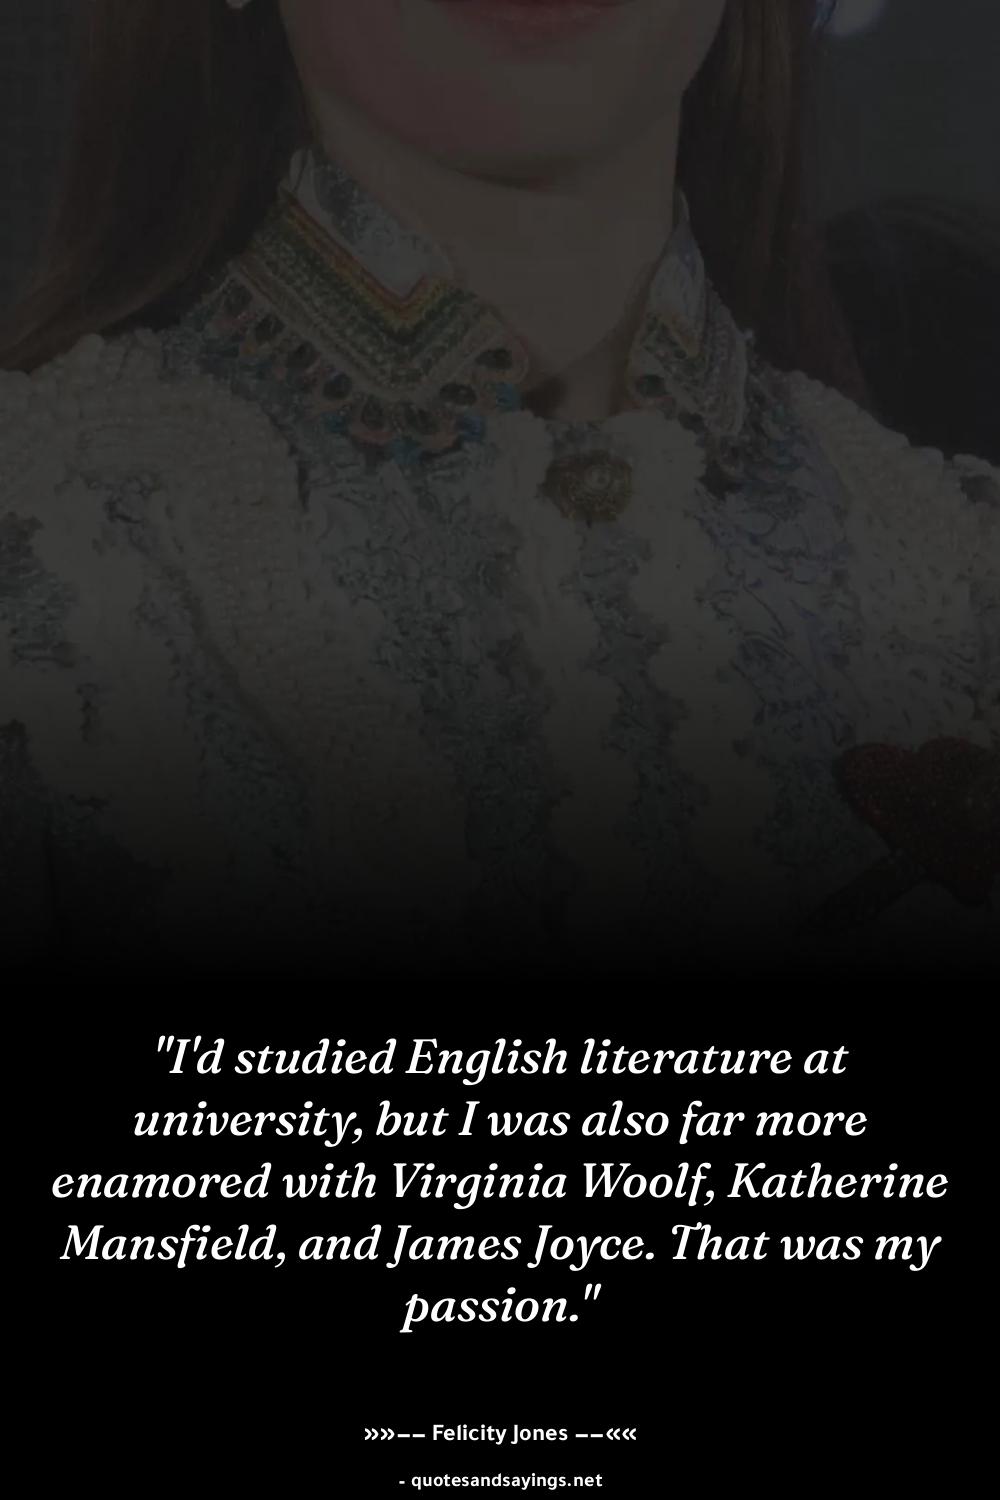 "I'd studied English literature at
university, but I was also far more
enamored with Virginia Woolf, Katherine
Mansfield, and James Joyce. That was my
passion."
»»−− Felicity Jones −−««
- quotesandsayings.net